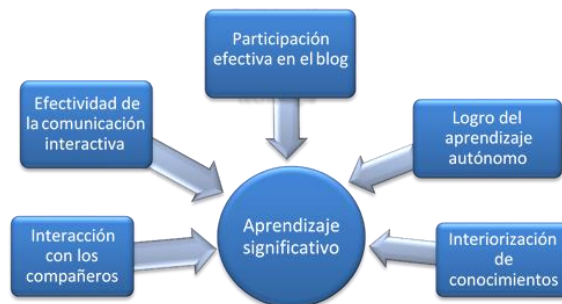 Participación
efectiva en el blog
Efectividad de
la comunicación
interactiva
Logro del
aprendizaje
autónomo
Aprendizaje
significativo
Interacción
con los
compañeros
Interiorización
de
conocimientos